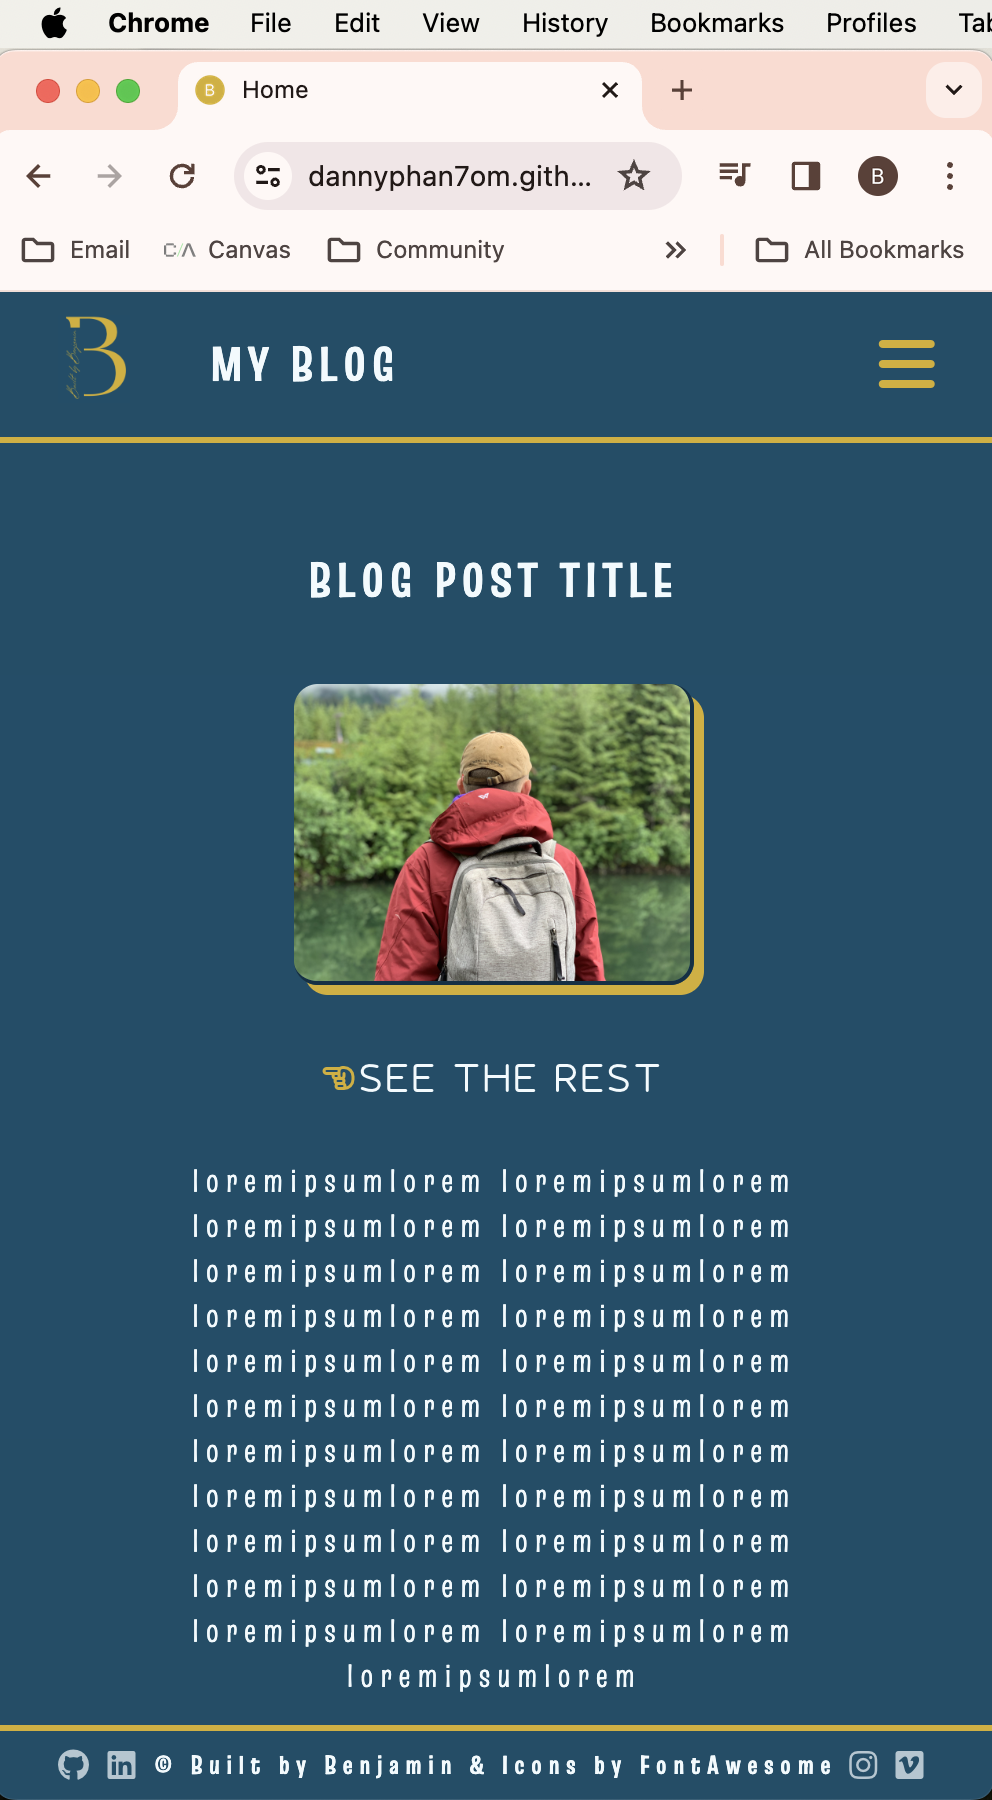 Chrome File Edit View History Bookmarks Profiles Tab
B Home
dannyphan7om.gith... B
Email C/Λ Canvas Community All Bookmarks
B MY BLOG
BLOG POST TITLE
SEE THE REST
loremipsumlorem loremipsumlorem
loremipsumlorem loremipsumlorem
loremipsumlorem loremipsumlorem
loremipsumlorem loremipsumlorem
loremipsumlorem loremipsumlorem
loremipsumlorem loremipsumlorem
loremipsumlorem loremipsumlorem
loremipsumlorem loremipsumlorem
loremipsumlorem loremipsumlorem
loremipsumlorem loremipsumlorem
loremipsumlorem loremipsumlorem
loremipsumlorem
in © Built by Benjamin & Icons by FontAwesome